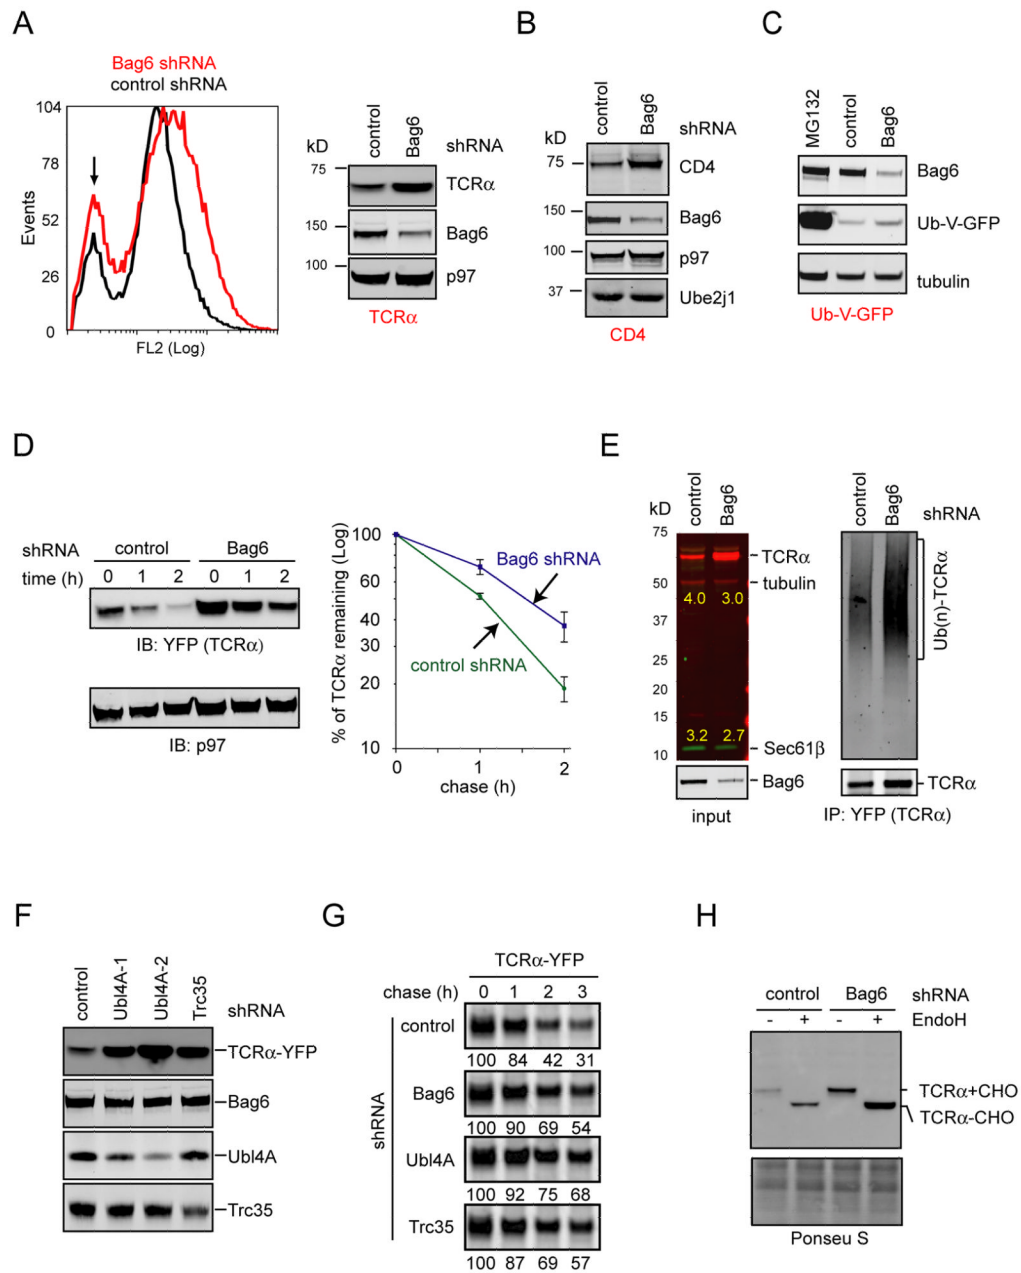 A
Bag6 shRNA
control shRNA
104
78
52
26
0
Events
FL2 (Log)
kD
control
Bag6
shRNA
75
TCRα
150
Bag6
100
p97
TCRα
B
kD
control
Bag6
shRNA
75
CD4
150
Bag6
100
p97
37
Ube2j1
CD4
C
MG132
control
Bag6
Bag6
Ub-V-GFP
tubulin
Ub-V-GFP
D
shRNA
control
Bag6
time (h)
0 1 2 0 1 2
IB: YFP (TCRα)
IB: p97
% of TCRα remaining (Log)
100
60
40
30
20
10
Bag6 shRNA
control shRNA
0 1 2
chase (h)
E
kD
control
Bag6
75
TCRα
50
tubulin
4.0 3.0
37
25
20
15
3.2 2.7
10
Sec61β
Bag6
input
control
Bag6
shRNA
Ub(n)-TCRα
TCRα
IP: YFP (TCRα)
F
control
Ubl4A-1
Ubl4A-2
Trc35
shRNA
TCRα-YFP
Bag6
Ubl4A
Trc35
G
TCRα-YFP
chase (h) 0 1 2 3
shRNA
control
100 84 42 31
Bag6
100 90 69 54
Ubl4A
100 92 75 68
Trc35
100 87 69 57
H
control Bag6 shRNA
- + - + EndoH
TCRα+CHO
TCRα-CHO
Ponseu S